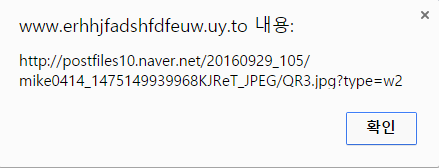 www.erhhjfadshfdfeuw.uy.to 내용:
http://postfiles10.naver.net/20160929_105/
mike0414_1475149939968KJReT_JPEG/QR3.jpg?type=w2
확인